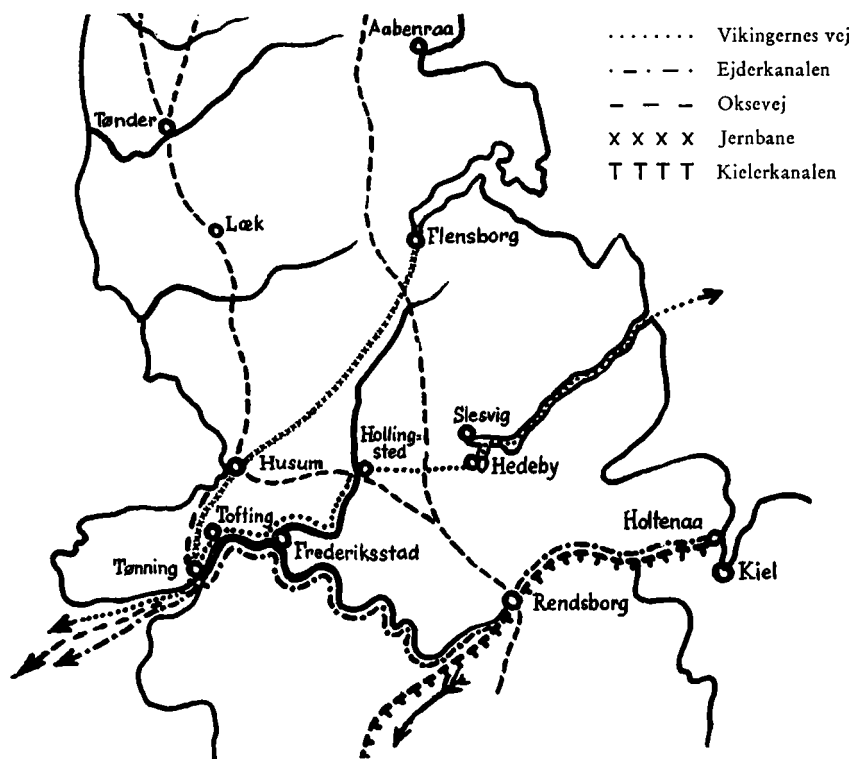 Aabenraa
Vikingernes vej
Ejderkanalen
Oksevej
Jernbane
Kielerkanalen
Tønder
Læk
Flensborg
Slesvig
Holling=
sted
Husum
Hedeby
Tofting
Holtenaa
Frederiksstad
Tønning
Kiel
Rendsborg